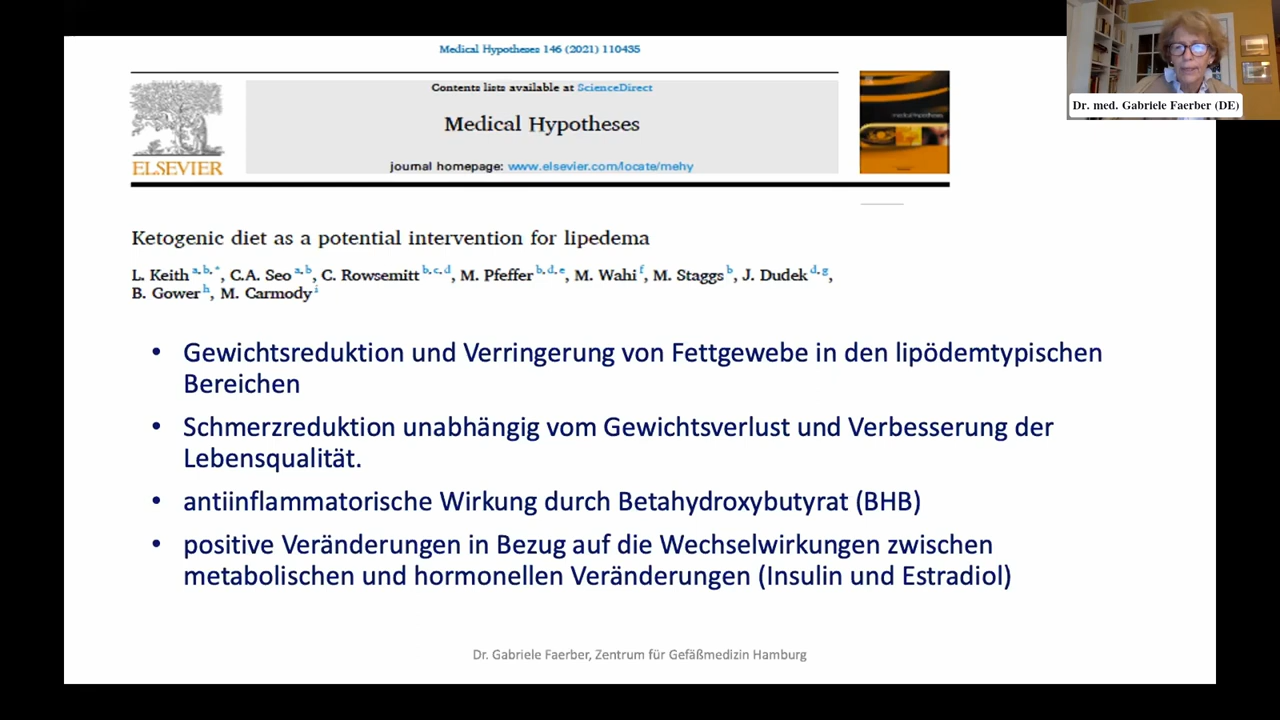 Medical Hypotheses 146 (2021) 110435
Contents lists available at ScienceDirect
Medical Hypotheses
journal homepage: www.elsevier.com/locate/mehy
ELSEVIER
Dr. med. Gabriele Faerber (DE)
Ketogenic diet as a potential intervention for lipedema
L. Keith a,b,*, C.A. Seo a,b, C. Rowsemitt b,c,d, M. Pfeffer b,d,e, M. Wahi f, M. Staggs b, J. Dudek d,g,
B. Gower h, M. Carmody i
• Gewichtsreduktion und Verringerung von Fettgewebe in den lipödemtypischen
Bereichen
• Schmerzreduktion unabhängig vom Gewichtsverlust und Verbesserung der
Lebensqualität.
• antiinflammatorische Wirkung durch Betahydroxybutyrat (BHB)
• positive Veränderungen in Bezug auf die Wechselwirkungen zwischen
metabolischen und hormonellen Veränderungen (Insulin und Estradiol)
Dr. Gabriele Faerber, Zentrum für Gefäßmedizin Hamburg